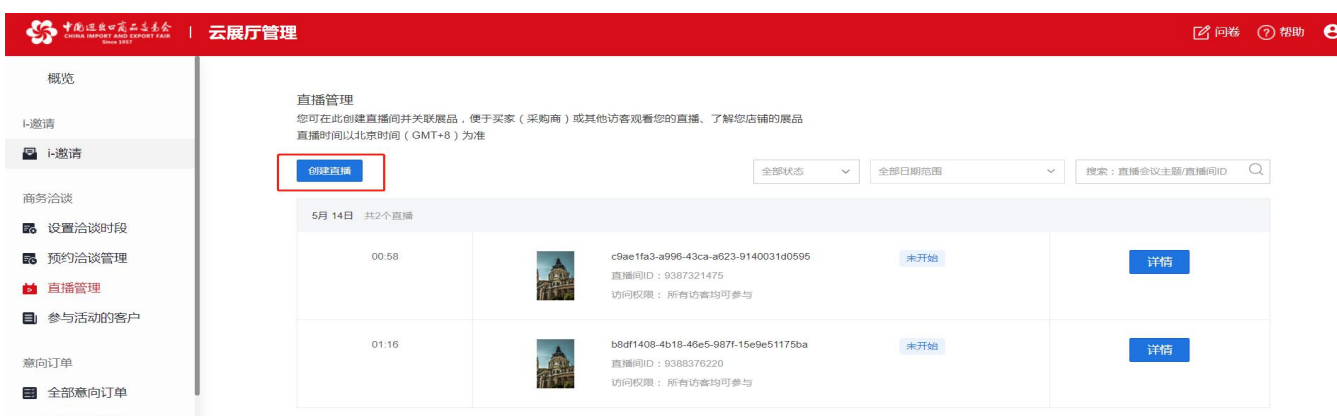 中国进出口商品交易会
CHINA IMPORT AND EXPORT FAIR
Since 1957
云展厅管理
问卷
帮助
概览
i-邀请
i-邀请
商务洽谈
设置洽谈时段
预约洽谈管理
直播管理
参与活动的客户
意向订单
全部意向订单
直播管理
您可在此创建直播间并关联展品，便于买家（采购商）或其他访客观看您的直播、了解您店铺的展品
直播时间以北京时间（GMT+8）为准
创建直播
全部状态
全部日期范围
搜索：直播会议主题/直播间ID
5月 14日 共2个直播
00:58
c9ae1fa3-a996-43ca-a623-9140031d0595
直播间ID：9387321475
访问权限： 所有访客均可参与
未开始
详情
01:16
b8df1408-4b18-46e5-987f-15e9e51175ba
直播间ID：9388376220
访问权限： 所有访客均可参与
未开始
详情